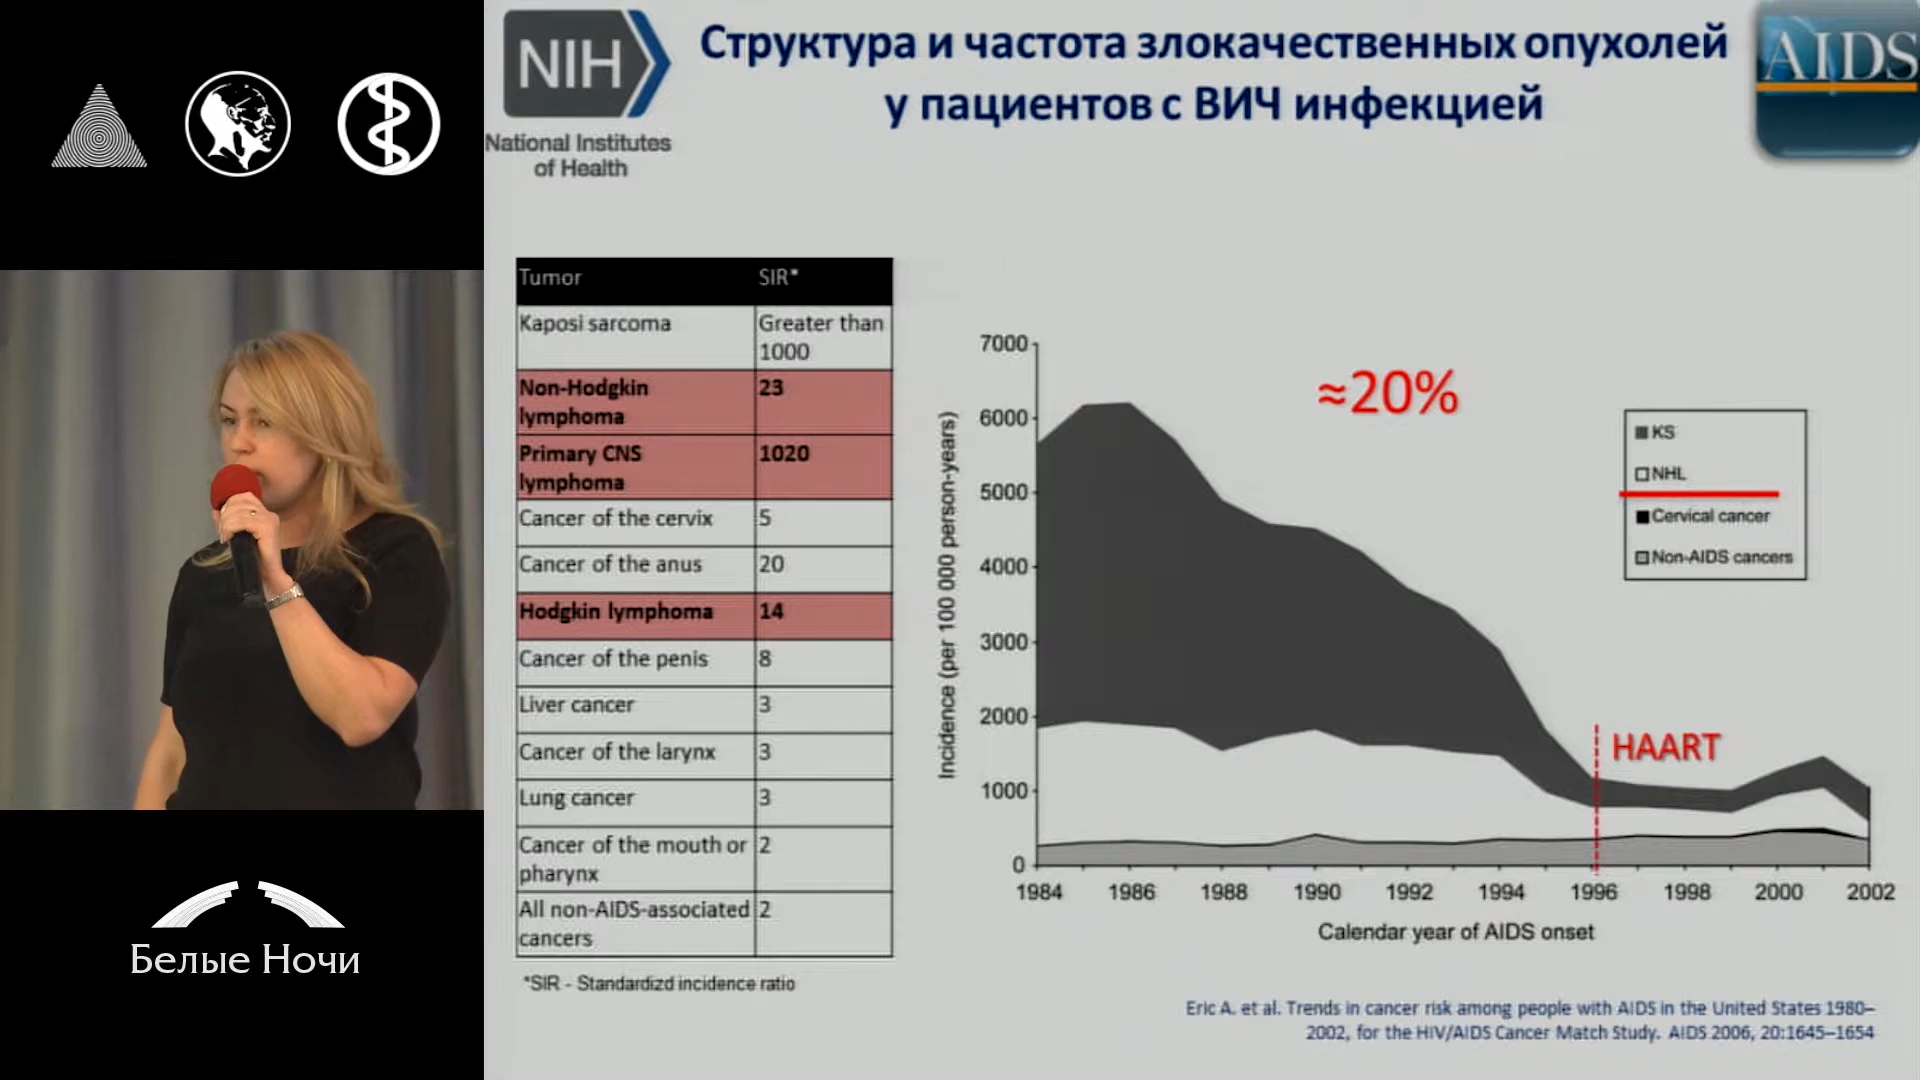 NIH
National Institutes
of Health
Структура и частота злокачественных опухолей
у пациентов с ВИЧ инфекцией
AIDS
Tumor SIR*
Kaposi sarcoma Greater than
1000
Non-Hodgkin 23
lymphoma
Primary CNS 1020
lymphoma
Cancer of the cervix 5
Cancer of the anus 20
Hodgkin lymphoma 14
Cancer of the penis 8
Liver cancer 3
Cancer of the larynx 3
Lung cancer 3
Cancer of the mouth or 2
pharynx
All non-AIDS-associated 2
cancers
*SIR - Standardizd incidence ratio
≈20%
Incidence (per 100 000 person-years)
7000
6000
5000
4000
3000
2000
1000
0
KS
NHL
Cervical cancer
Non-AIDS cancers
HAART
1984 1986 1988 1990 1992 1994 1996 1998 2000 2002
Calendar year of AIDS onset
Eric A. et al. Trends in cancer risk among people with AIDS in the United States 1980–
2002, for the HIV/AIDS Cancer Match Study. AIDS 2006, 20:1645–1654
Белые Ночи